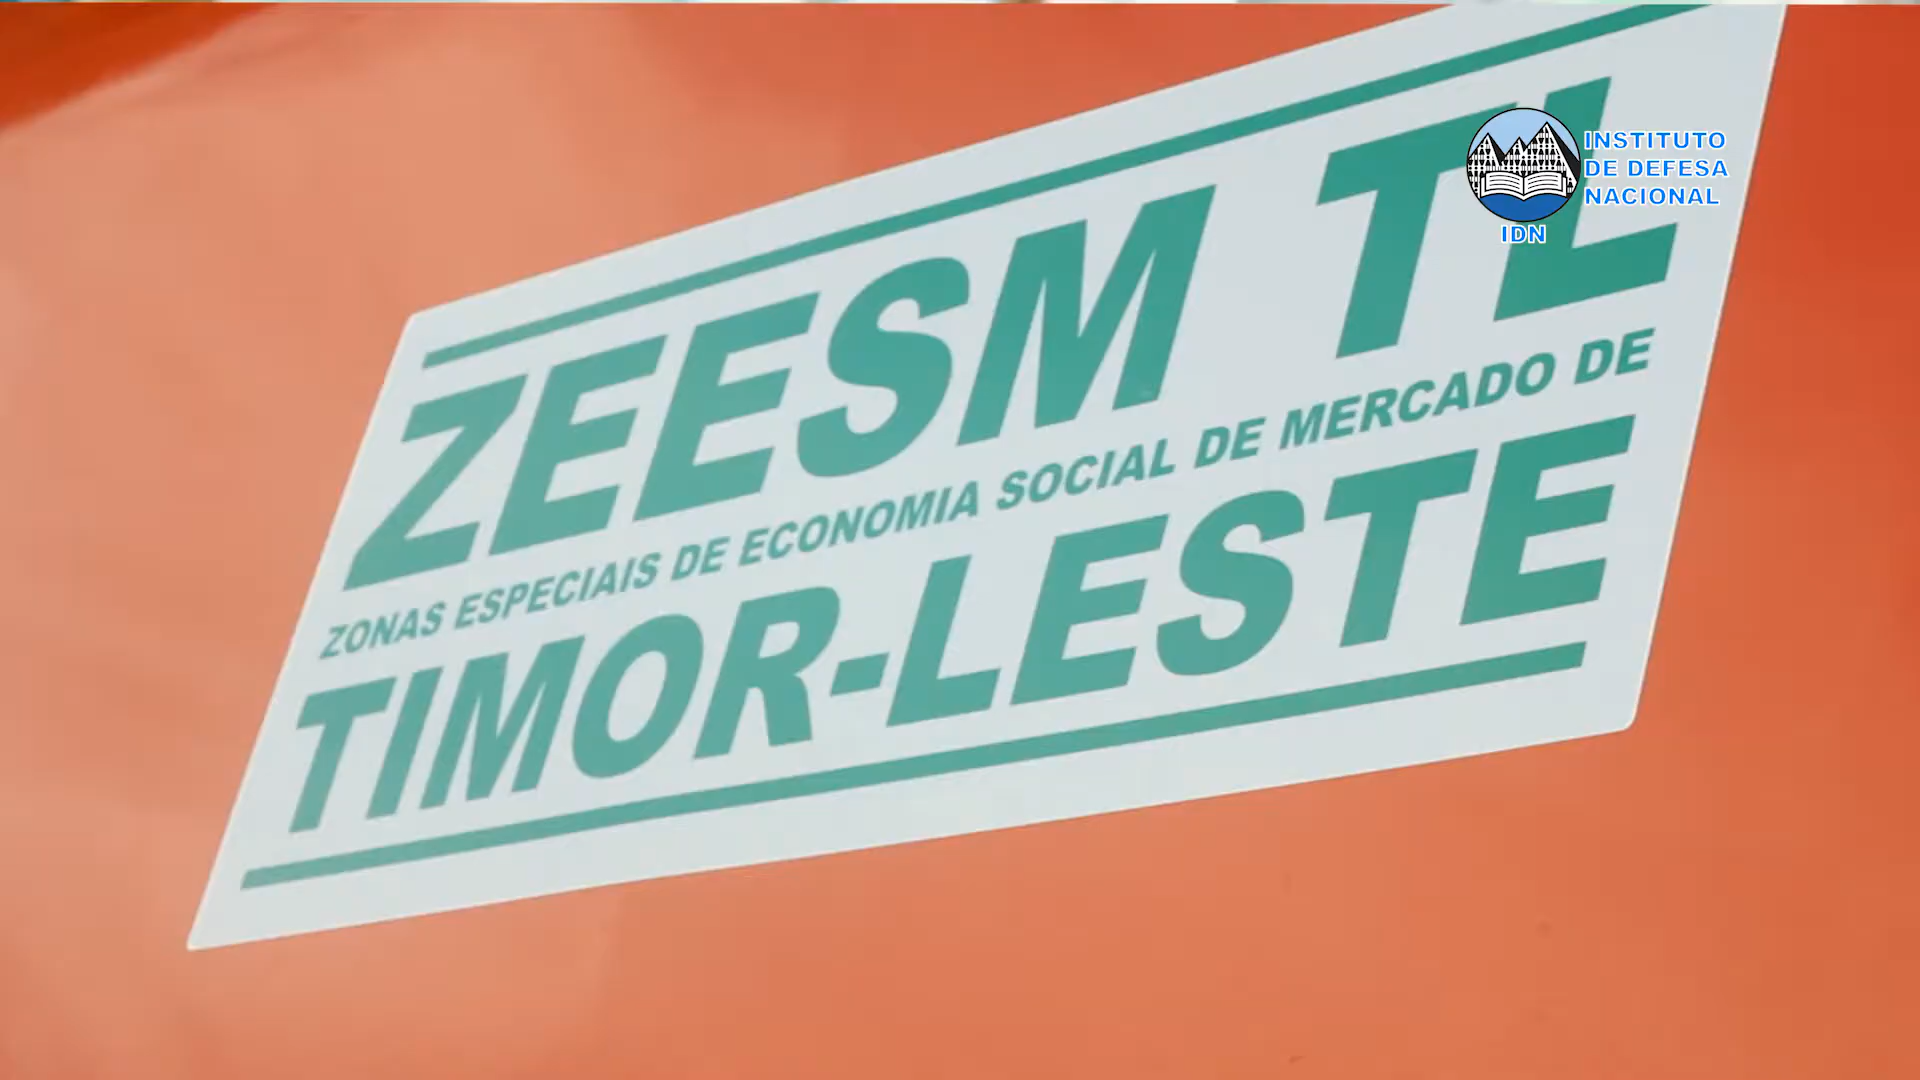 ZEESM TL
ZONAS ESPECIAIS DE ECONOMIA SOCIAL DE MERCADO DE
TIMOR-LESTE
INSTITUTO
DE DEFESA
NACIONAL
IDN